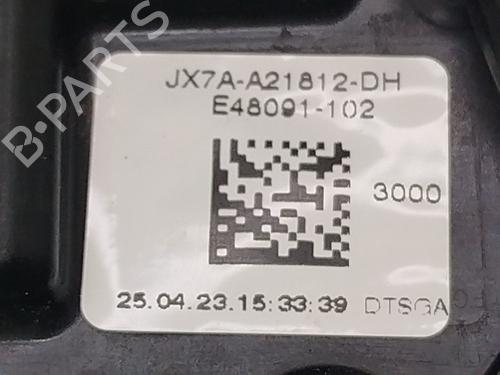 B-PARTS
JX7A-A21812-DH
E48091-102
3000
25.04.23.15:33:39 DTSGA